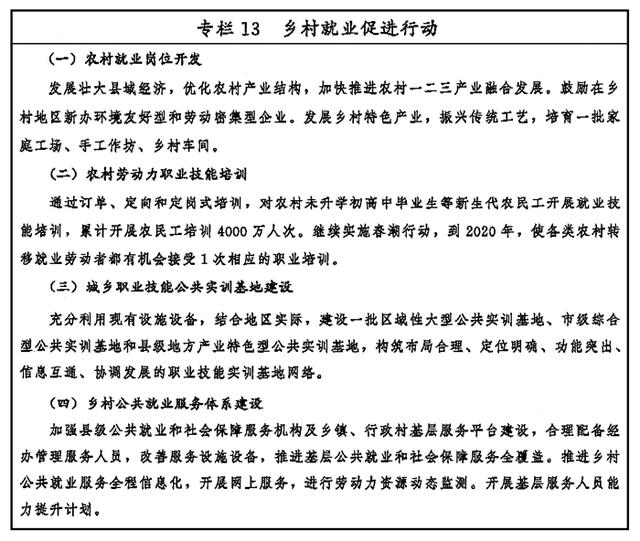 专栏 13 乡村就业促进行动
（一）农村就业岗位开发
发展壮大县域经济，优化农村产业结构，加快推进农村一二三产业融合发展。鼓励在乡
村地区新办环境友好型和劳动密集型企业。发展乡村特色产业，振兴传统工艺，培育一批家
庭工场、手工作坊、乡村车间。
（二）农村劳动力职业技能培训
通过订单、定向和定岗式培训，对农村未升学初高中毕业生等新生代农民工开展就业技
能培训，累计开展农民工培训 4000 万人次。继续实施春潮行动，到 2020 年，使各类农村转
移就业劳动者都有机会接受 1 次相应的职业培训。
（三）城乡职业技能公共实训基地建设
充分利用现有设施设备，结合地区实际，建设一批区域性大型公共实训基地、市级综合
型公共实训基地和县级地方产业特色型公共实训基地，构筑布局合理、定位明确、功能突出、
信息互通、协调发展的职业技能实训基地网络。
（四）乡村公共就业服务体系建设
加强县级公共就业和社会保障服务机构及乡镇、行政村基层服务平台建设，合理配备经
办管理服务人员，改善服务设施设备，推进基层公共就业和社会保障服务全覆盖。推进乡村
公共就业服务全程信息化，开展网上服务，进行劳动力资源动态监测。开展基层服务人员能
力提升计划。